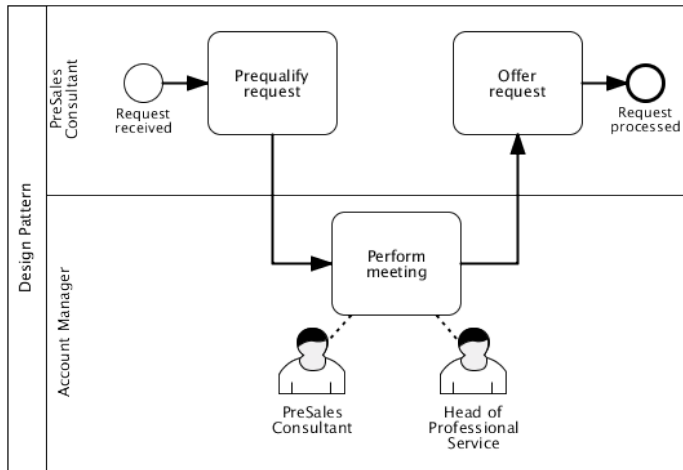 Design Pattern
PreSales
Consultant
Request
received
Prequalify
request
Offer
request
Request
processed
Account Manager
Perform
meeting
PreSales
Consultant
Head of
Professional
Service